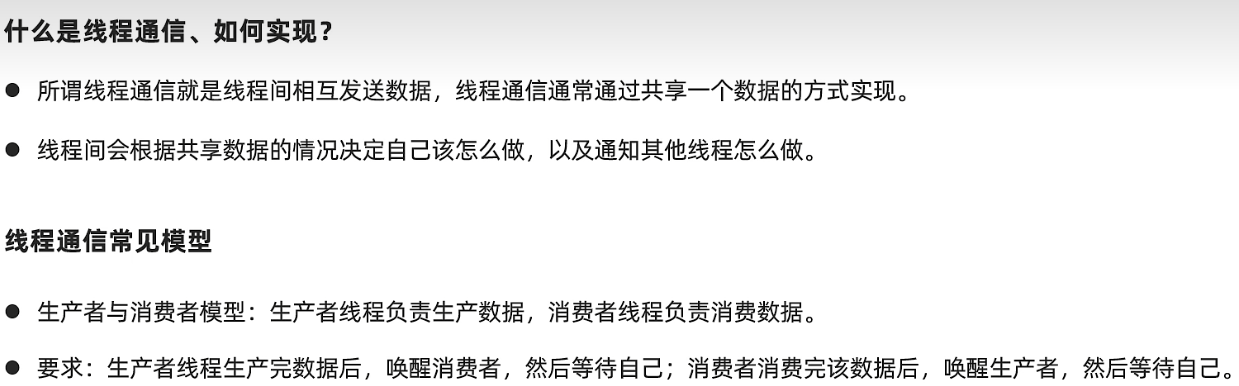 什么是线程通信、如何实现？
● 所谓线程通信就是线程间相互发送数据，线程通信通常通过共享一个数据的方式实现。
● 线程间会根据共享数据的情况决定自己该怎么做，以及通知其他线程怎么做。
线程通信常见模型
● 生产者与消费者模型：生产者线程负责生产数据，消费者线程负责消费数据。
● 要求：生产者线程生产完数据后，唤醒消费者，然后等待自己；消费者消费完该数据后，唤醒生产者，然后等待自己。